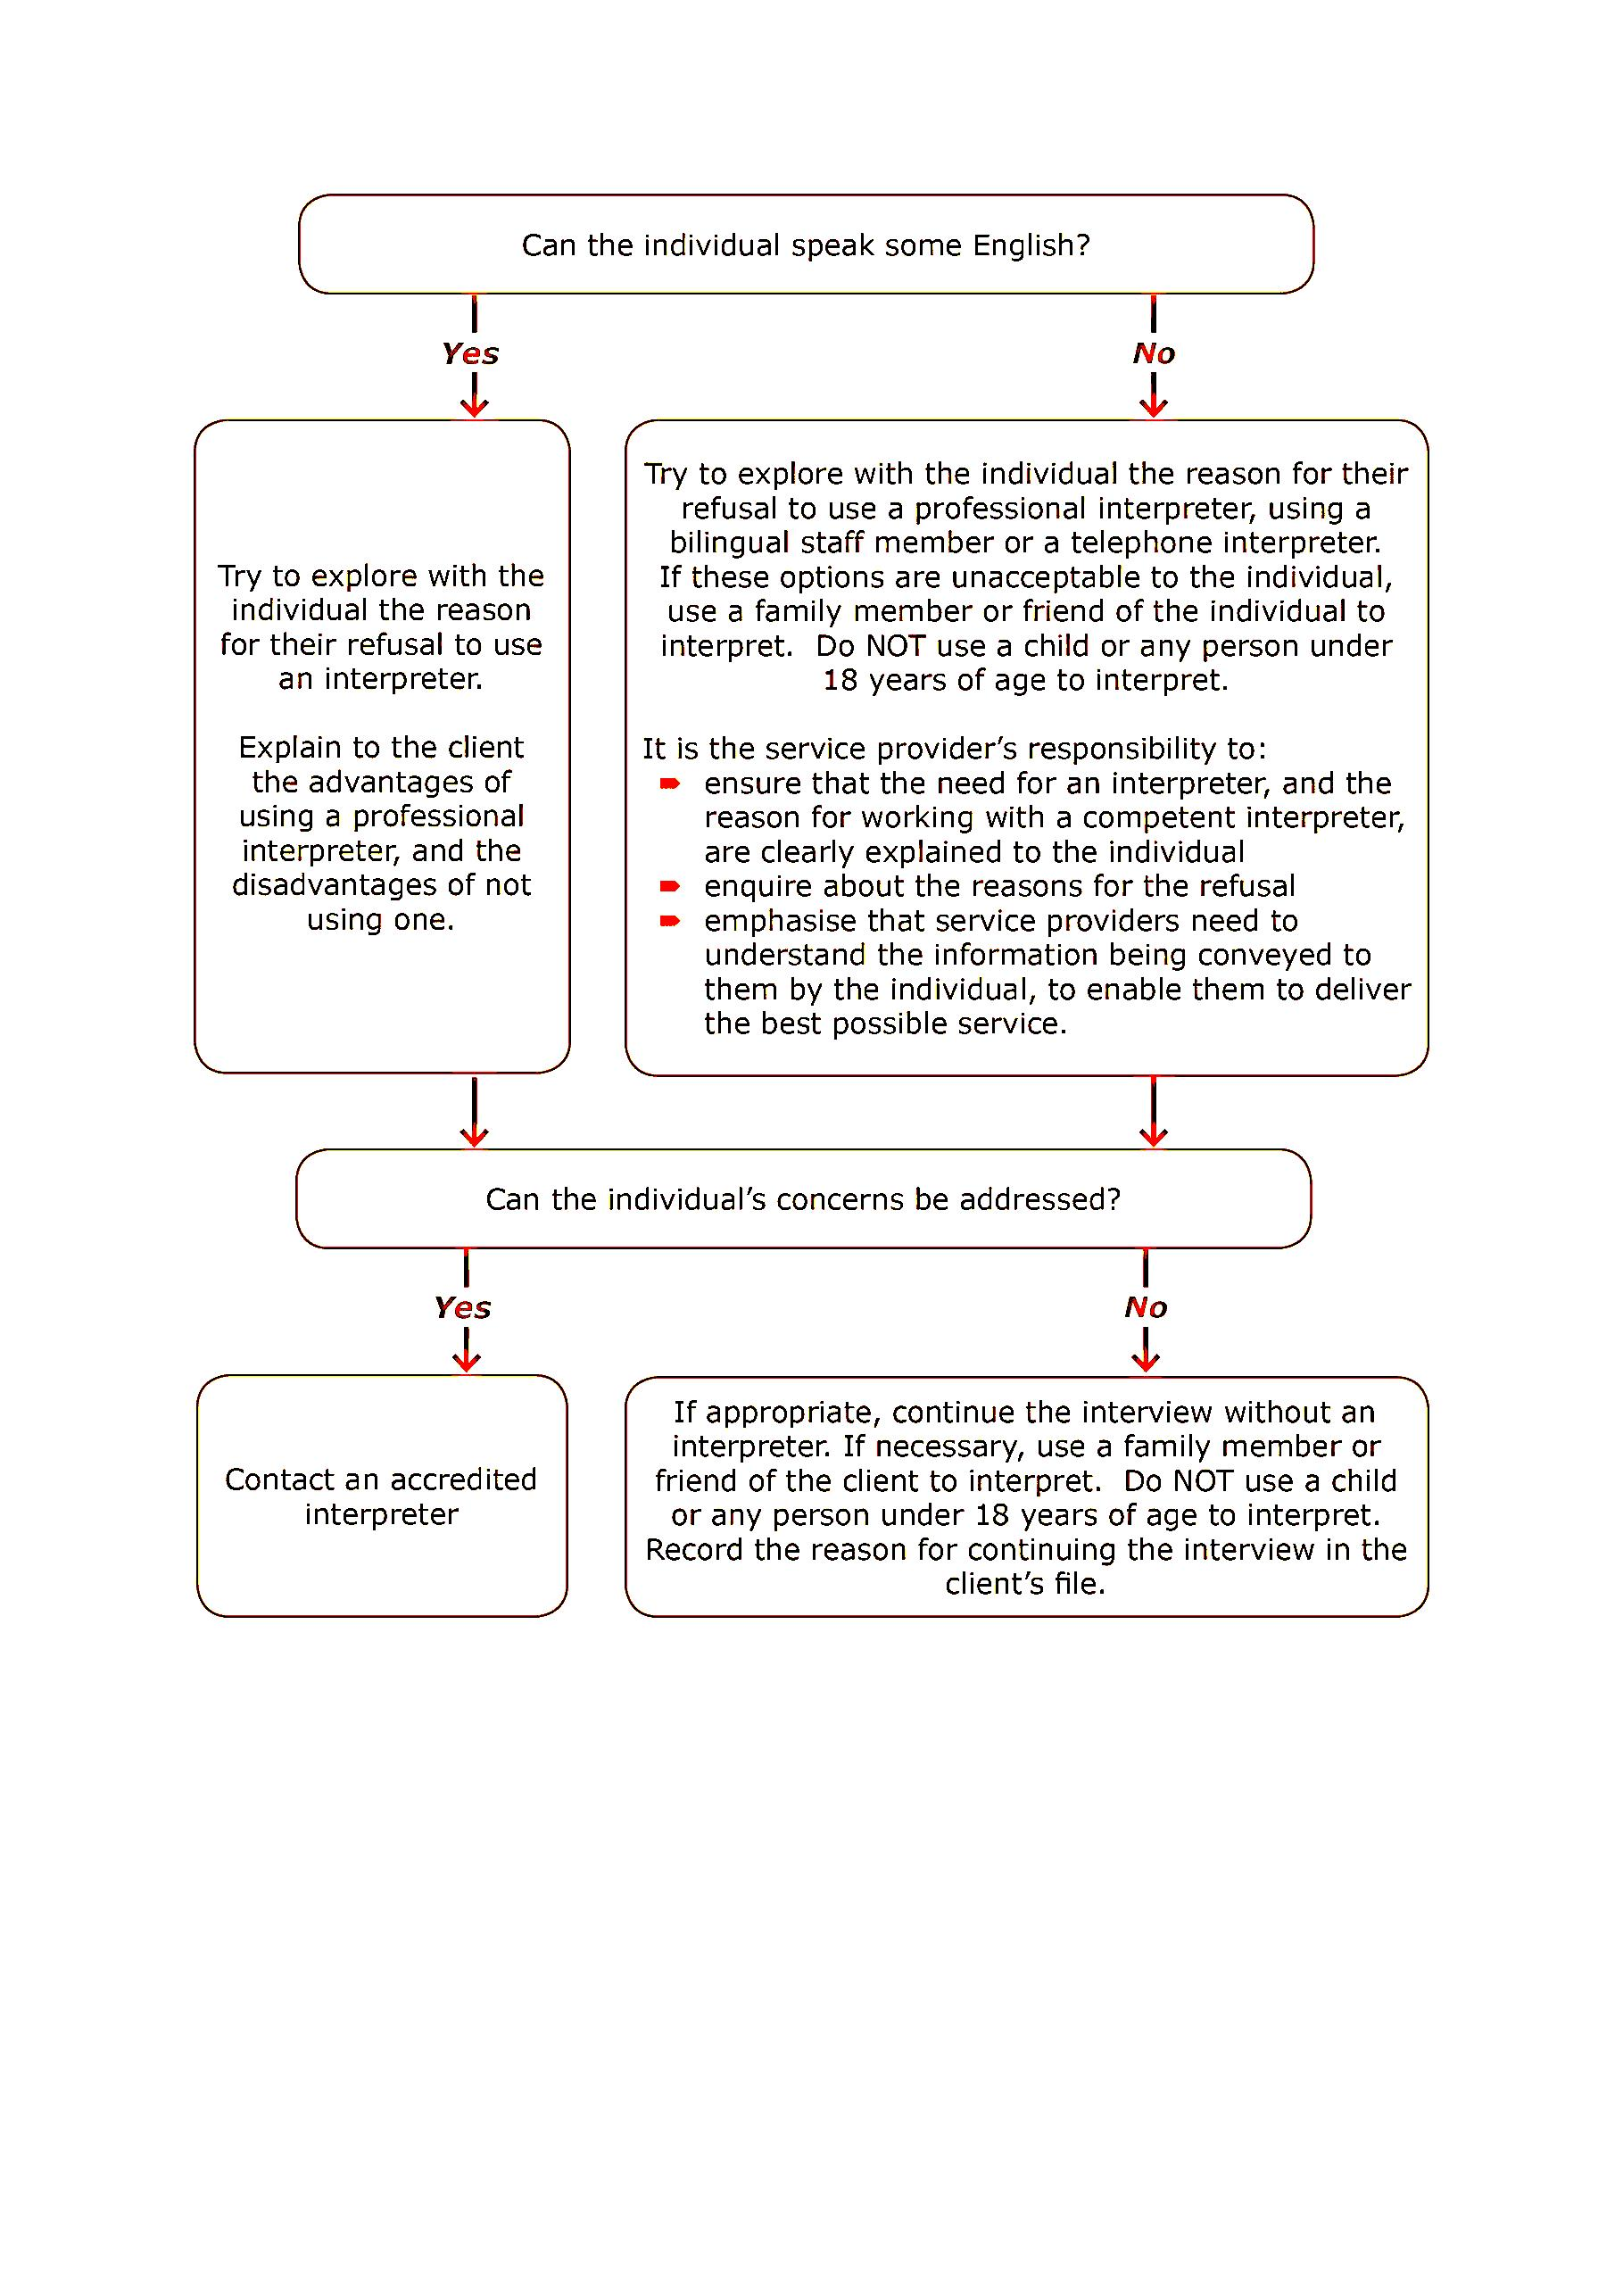 Can the individual speak some English?
Yes
No
Try to explore with the
individual the reason
for their refusal to use
an interpreter.
Explain to the client
the advantages of
using a professional
interpreter, and the
disadvantages of not
using one.
Try to explore with the individual the reason for their
refusal to use a professional interpreter, using a
bilingual staff member or a telephone interpreter.
If these options are unacceptable to the individual,
use a family member or friend of the individual to
interpret.  Do NOT use a child or any person under
18 years of age to interpret.
It is the service provider’s responsibility to:
ensure that the need for an interpreter, and the
reason for working with a competent interpreter,
are clearly explained to the individual
enquire about the reasons for the refusal
emphasise that service providers need to
understand the information being conveyed to
them by the individual, to enable them to deliver
the best possible service.
Can the individual’s concerns be addressed?
Yes
No
Contact an accredited
interpreter
If appropriate, continue the interview without an
interpreter. If necessary, use a family member or
friend of the client to interpret.  Do NOT use a child
or any person under 18 years of age to interpret.
Record the reason for continuing the interview in the
client’s file.